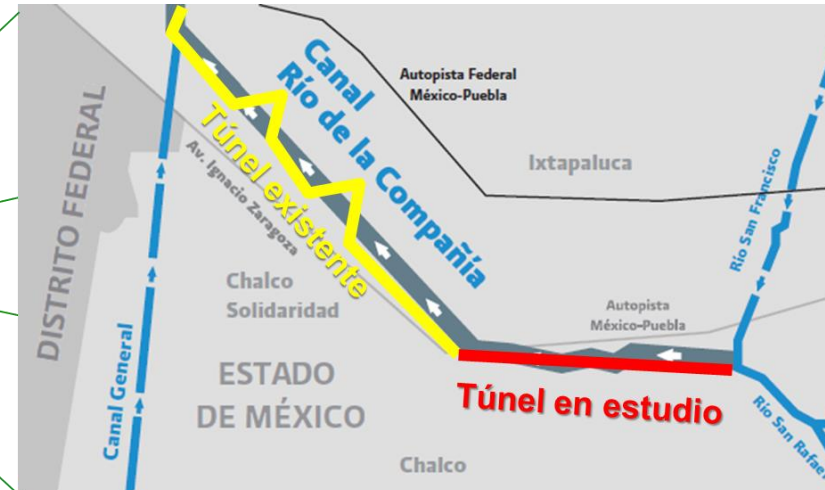 Canal
Río de la Compañía
Autopista Federal
México-Puebla
Ixtapaluca
Río San Francisco
DISTRITO FEDERAL
Túnel existente
Av. Ignacio Zaragoza
Chalco
Solidaridad
Autopista
México-Puebla
Canal General
ESTADO
DE MÉXICO
Túnel en estudio
Río San Rafael
Chalco